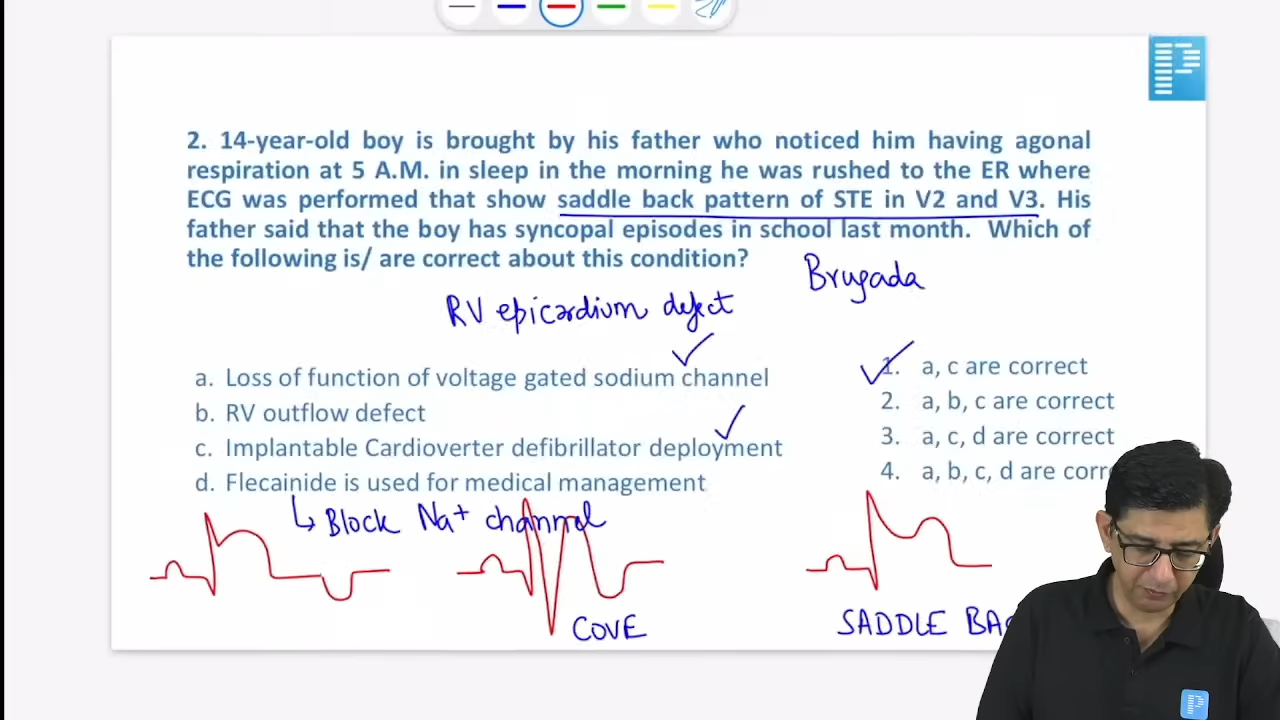 2. 14-year-old boy is brought by his father who noticed him having agonal
respiration at 5 A.M. in sleep in the morning he was rushed to the ER where
ECG was performed that show saddle back pattern of STE in V2 and V3. His
father said that the boy has syncopal episodes in school last month. Which of
the following is/ are correct about this condition?
Brugada
RV epicardium defect
a. Loss of function of voltage gated sodium channel
b. RV outflow defect
c. Implantable Cardioverter defibrillator deployment
d. Flecainide is used for medical management
1. a, c are correct
2. a, b, c are correct
3. a, c, d are correct
4. a, b, c, d are corr
Block Na+ channel
COVE
SADDLE BA